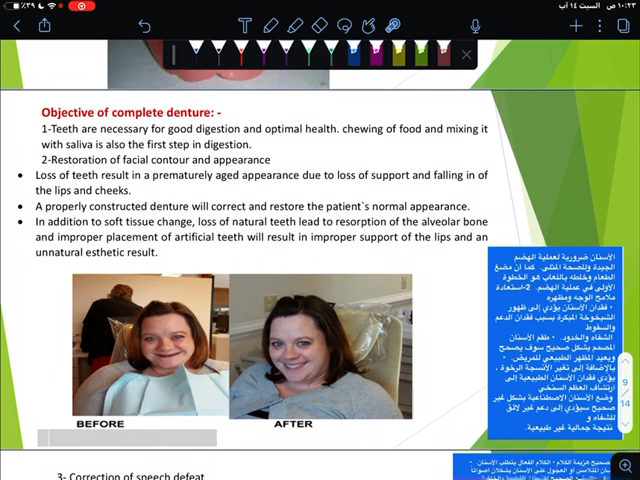 ١٠:٢٣ ص السبت ١٤ آب
٪٣٩
Objective of complete denture: -
1-Teeth are necessary for good digestion and optimal health. chewing of food and mixing it
with saliva is also the first step in digestion.
2-Restoration of facial contour and appearance
• Loss of teeth result in a prematurely aged appearance due to loss of support and falling in of
the lips and cheeks.
• A properly constructed denture will correct and restore the patient`s normal appearance.
• In addition to soft tissue change, loss of natural teeth lead to resorption of the alveolar bone
and improper placement of artificial teeth will result in improper support of the lips and an
unnatural esthetic result.
الأسنان ضرورية لعملية الهضم
الجيدة وللصحة المثلى. كما أن مضغ
الطعام وخلطه باللعاب هو الخطوة
الأولى في عملية الهضم. 2-استعادة
ملامح الوجه ومظهره
• فقدان الأسنان يؤدي إلى ظهور
الشيخوخة المبكرة بسبب فقدان الدعم
والسقوط
الشفاه والخدود. • طقم الأسنان
المصمم بشكل صحيح سوف يصحح
ويعيد المظهر الطبيعي للمريض. •
بالإضافة إلى تغير الأنسجة الرخوة ،
يؤدي فقدان الأسنان الطبيعية إلى
ارتشاف العظم السنخي
وضع الأسنان الاصطناعية بشكل غير
صحيح سيؤدي إلى دعم غير لائق
للشفاه و
نتيجة جمالية غير طبيعية.
9
14
BEFORE AFTER
3- Correction of speech defeat